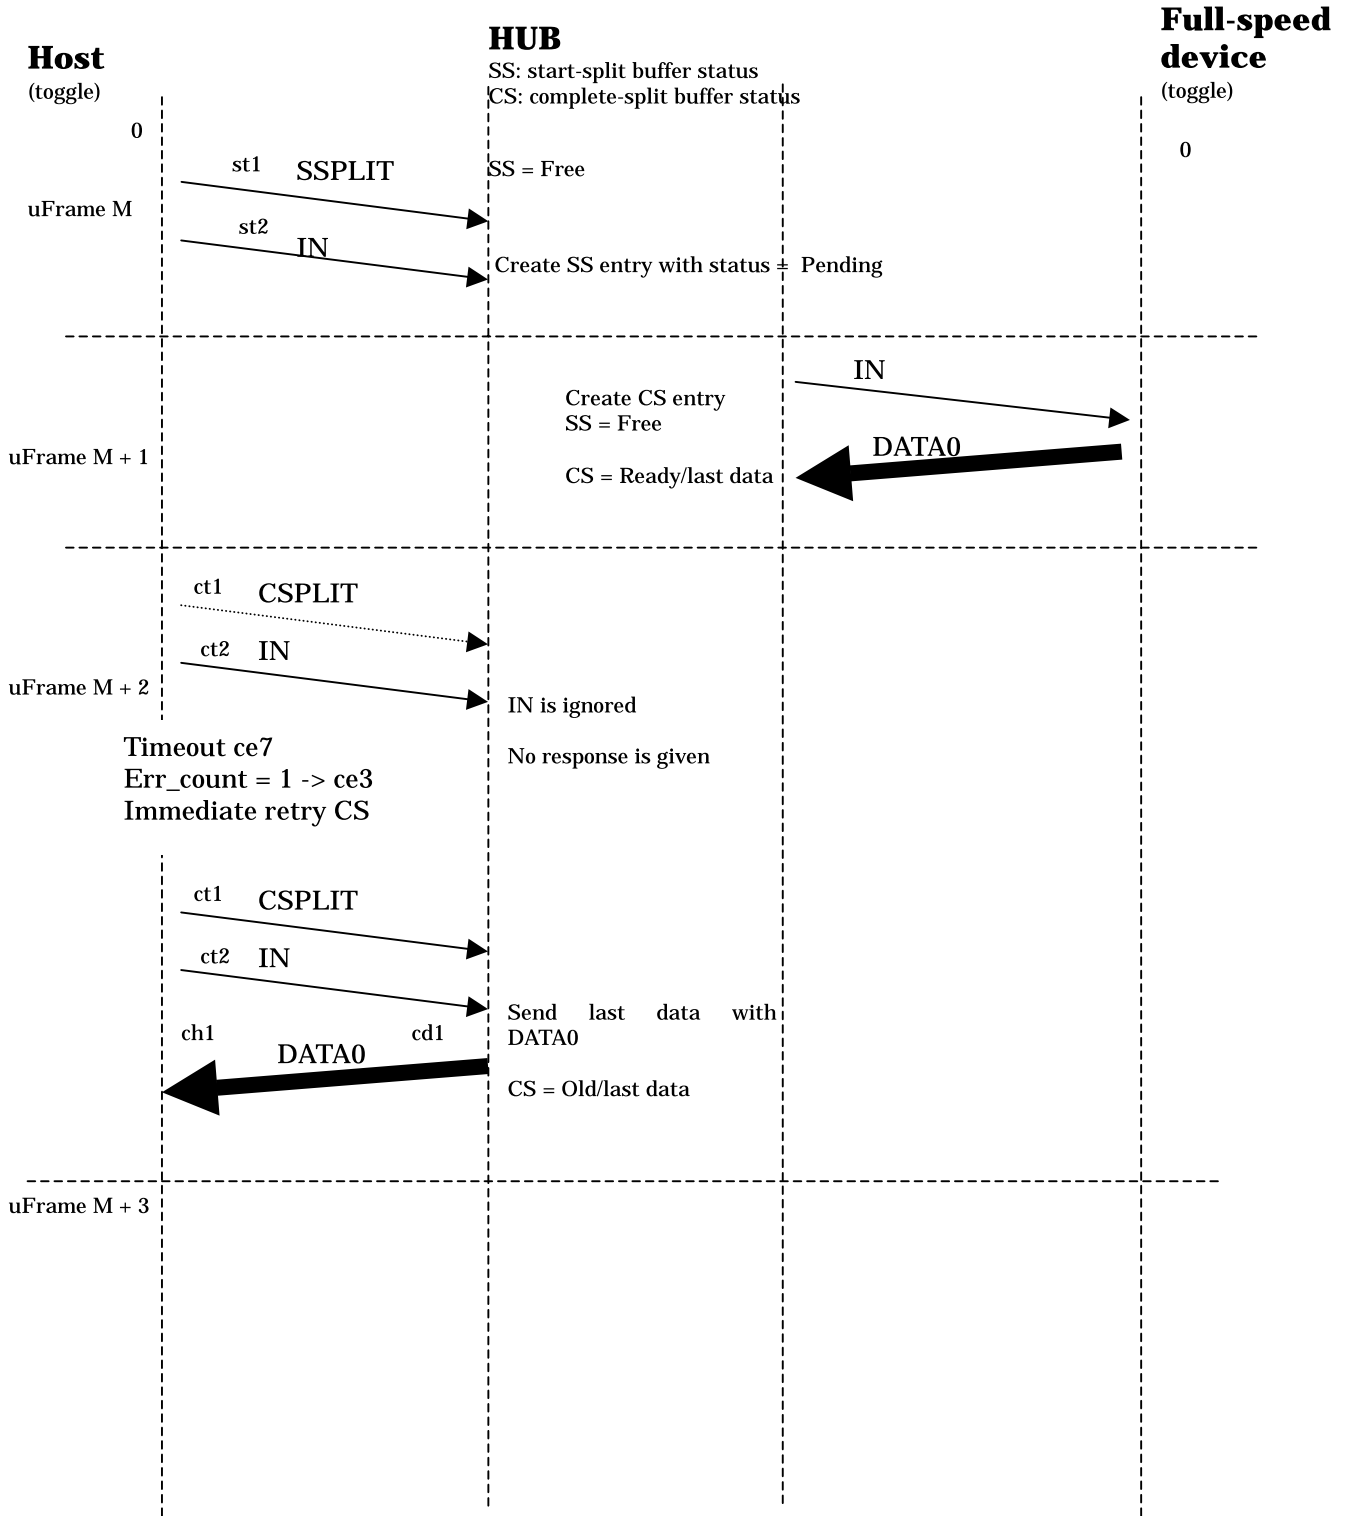 Host
(toggle)
HUB
SS: start-split buffer status
CS: complete-split buffer status
Full-speed
device
(toggle)
0
0
st1 SSPLIT
SS = Free
uFrame M
st2 IN
Create SS entry with status = Pending
IN
Create CS entry
SS = Free
DATA0
uFrame M + 1
CS = Ready/last data
ct1 CSPLIT
ct2 IN
uFrame M + 2
IN is ignored
No response is given
Timeout ce7
Err_count = 1 -> ce3
Immediate retry CS
ct1 CSPLIT
ct2 IN
Send last data with
DATA0
ch1 cd1
DATA0
CS = Old/last data
uFrame M + 3